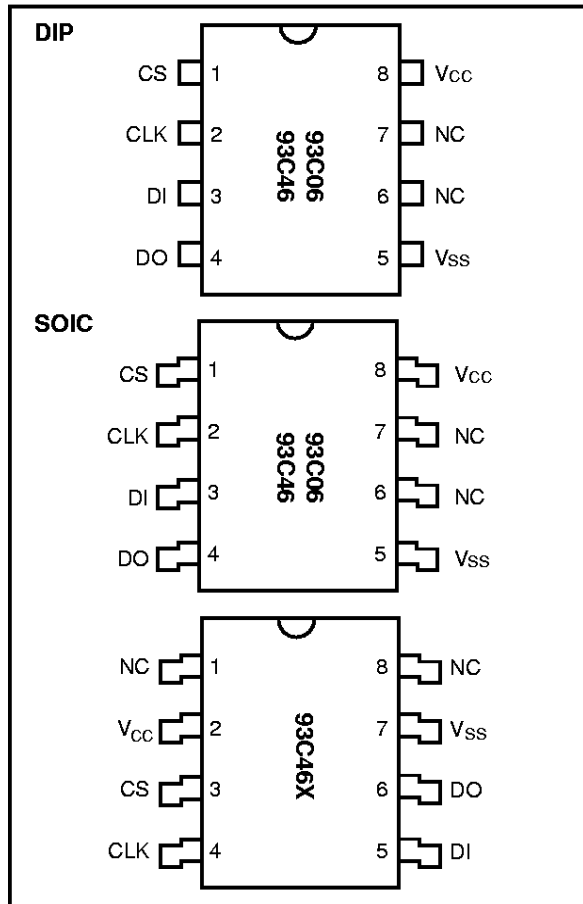 DIP
CS 1 8 VCC
CLK 2 7 NC
DI 3 6 NC
DO 4 5 VSS
93C06
93C46
SOIC
CS 1 8 VCC
CLK 2 7 NC
DI 3 6 NC
DO 4 5 VSS
93C06
93C46
NC 1 8 NC
VCC 2 7 VSS
CS 3 6 DO
CLK 4 5 DI
93C46X